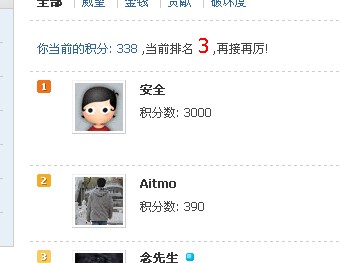 全部 | 威望 | 金钱 | 贡献 | 破坏度
你当前的积分: 338 ,当前排名 3 ,再接再厉!
1
安全
积分数: 3000
2
Aitmo
积分数: 390
3
念先生